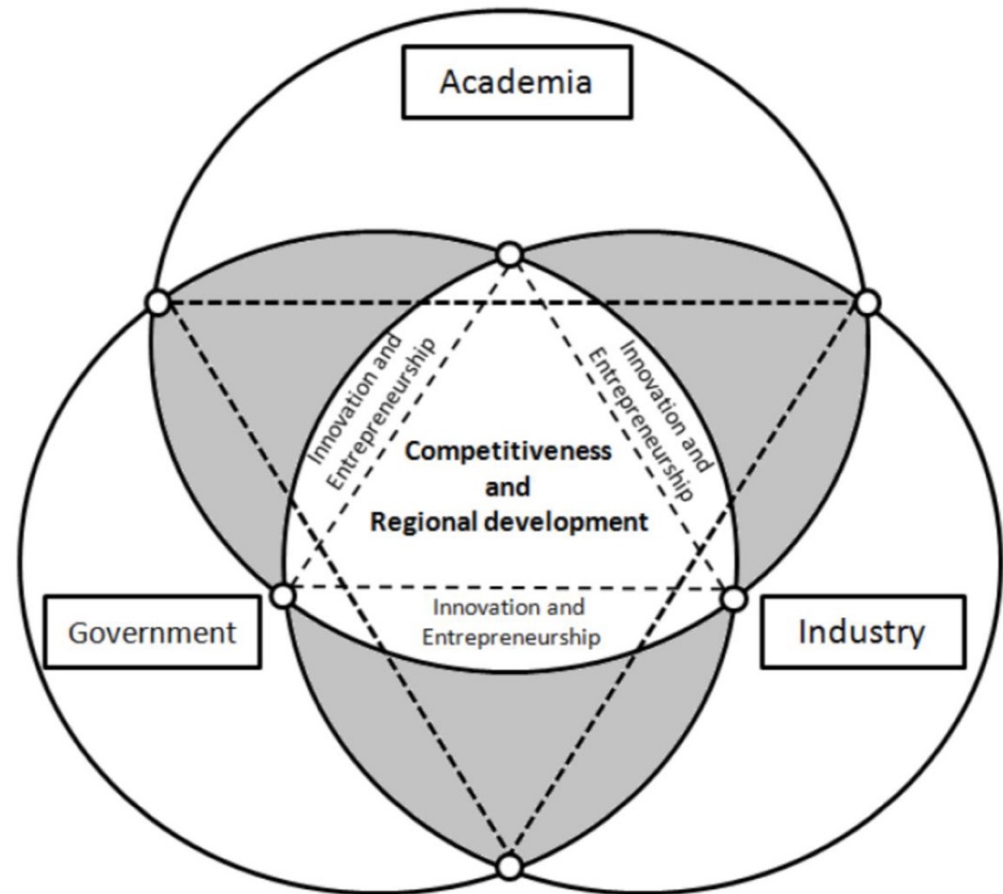 Academia
Innovation and
Entrepreneurship
Innovation and
Entrepreneurship
Competitiveness
and
Regional development
Innovation and
Entrepreneurship
Government
Industry